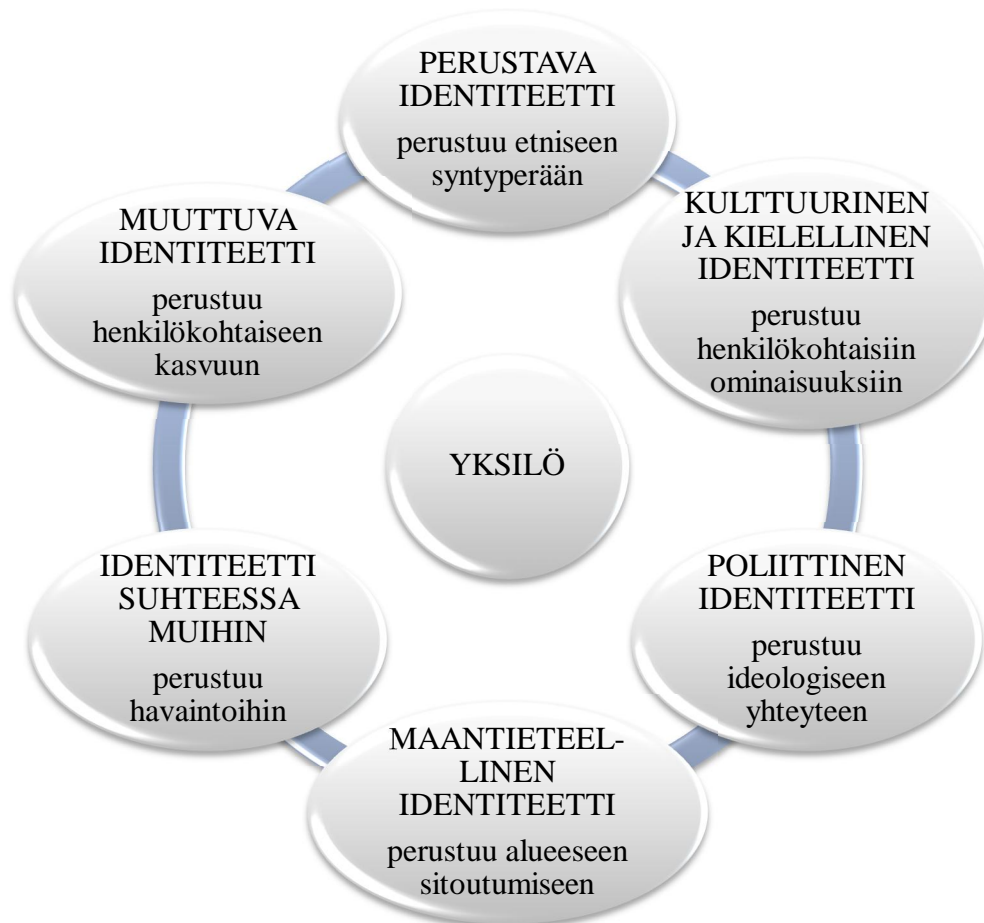 PERUSTAVA
IDENTITEETTI
perustuu etniseen
syntyperään
KULTTUURINEN
JA KIELELLINEN
IDENTITEETTI
perustuu
henkilökohtaisiin
ominaisuuksiin
POLIITTINEN
IDENTITEETTI
perustuu
ideologiseen
yhteyteen
MAANTIETEEL-
LINEN
IDENTITEETTI
perustuu alueeseen
sitoutumiseen
IDENTITEETTI
SUHTEESSA
MUIHIN
perustuu
havaintoihin
MUUTTUVA
IDENTITEETTI
perustuu
henkilökohtaiseen
kasvuun
YKSILÖ